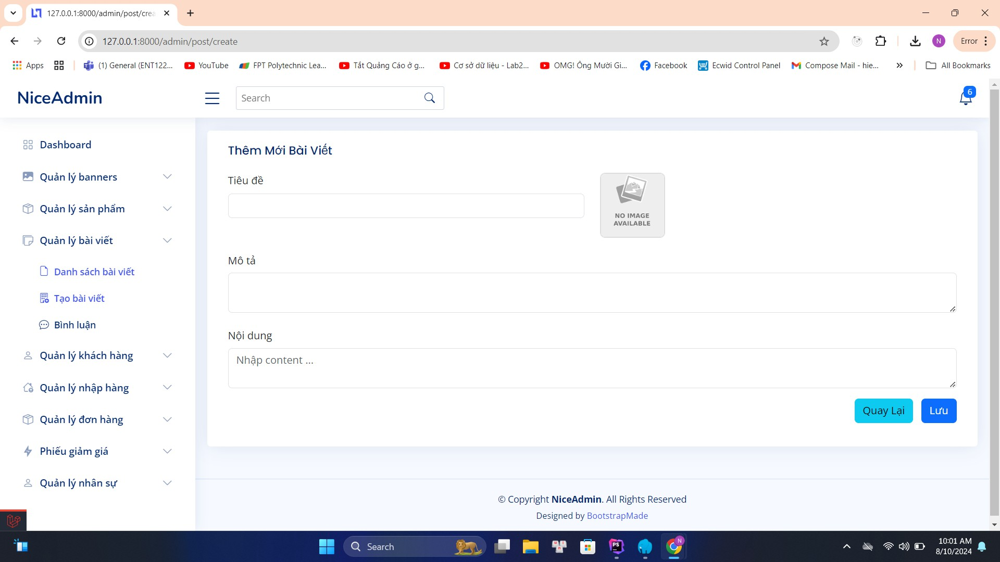 127.0.0.1:8000/admin/post/crea
127.0.0.1:8000/admin/post/create
N
Error
Apps
(1) General (ENT122...
YouTube
FPT Polytechnic Lea...
Tắt Quảng Cáo ở g...
Cơ sở dữ liệu - Lab2...
OMG! Ông Mười Gi...
Facebook
Ecwid Control Panel
Compose Mail - hie...
All Bookmarks
NiceAdmin
Search
6
Dashboard
Quản lý banners
Quản lý sản phẩm
Quản lý bài viết
Danh sách bài viết
Tạo bài viết
Bình luận
Quản lý khách hàng
Quản lý nhập hàng
Quản lý đơn hàng
Phiếu giảm giá
Quản lý nhân sự
Thêm Mới Bài Viết
Tiêu đề
NO IMAGE
AVAILABLE
Mô tả
Nội dung
Nhập content ...
Quay Lại
Lưu
© Copyright NiceAdmin. All Rights Reserved
Designed by BootstrapMade
Search
PS
N
10:01 AM
8/10/2024